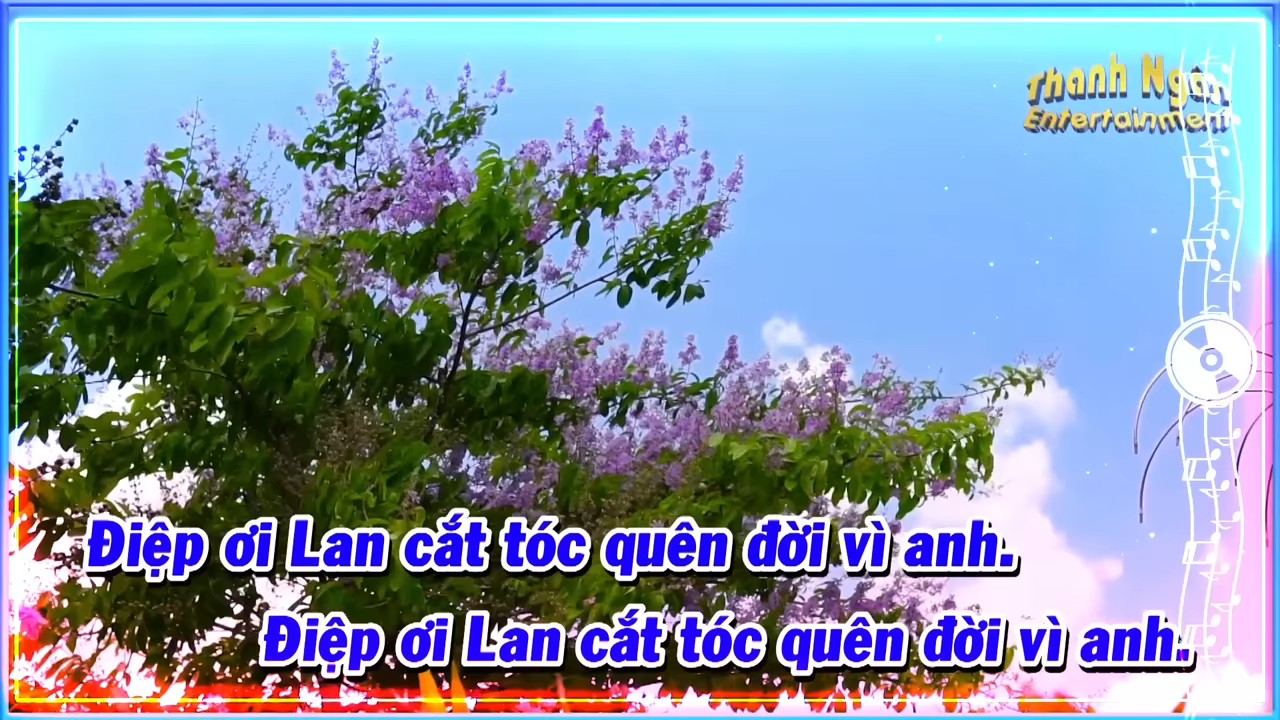 Thanh Ngân
Entertainment
Điệp ơi Lan cắt tóc quên đời vì anh.
Điệp ơi Lan cắt tóc quên đời vì anh.